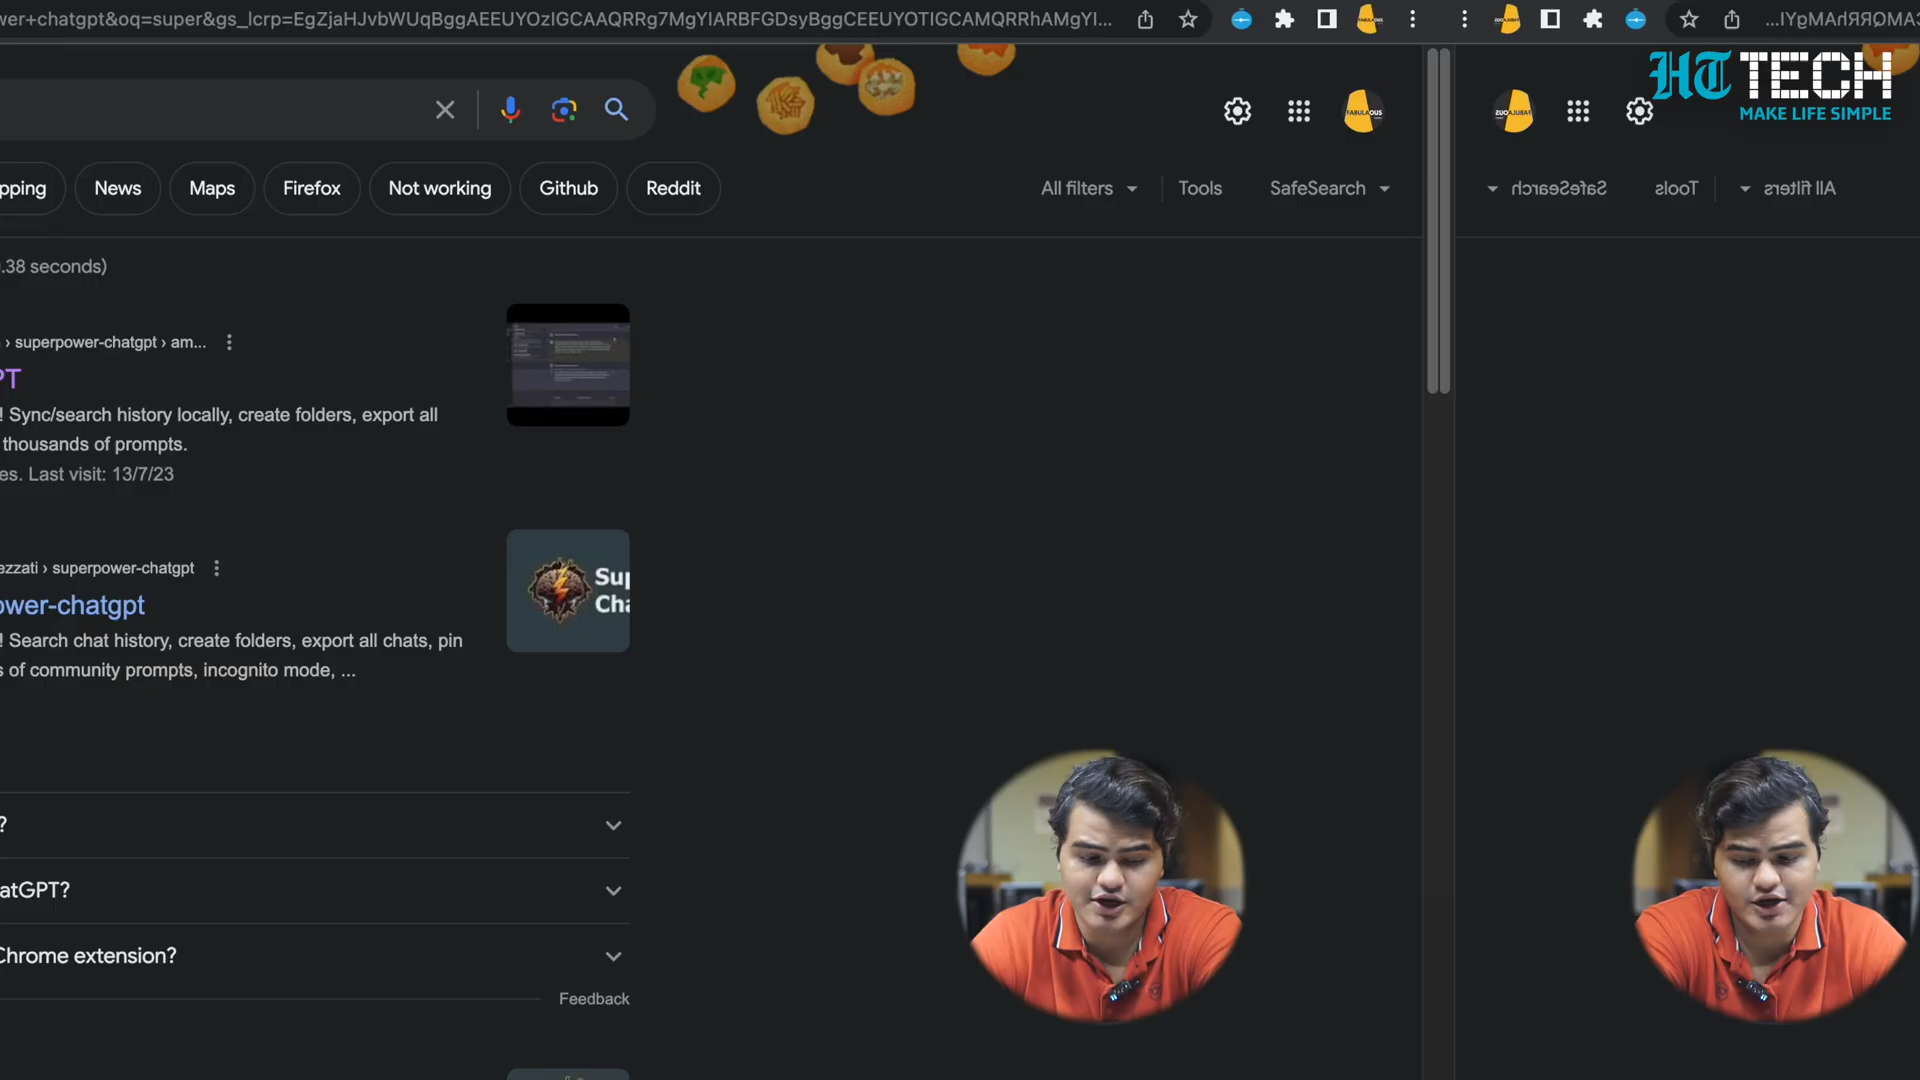 wer+chatgpt&oq=super&gs_lcrp=EgZjaHJvbWUqBggAEEUYOzIGCAAQRRg7MgYIARBFGDsyBggCEEUYOTIGCAMQRRhAMgYI...
HT TECH
MAKE LIFE SIMPLE
FABULAOUS
pping
News
Maps
Firefox
Not working
Github
Reddit
All filters
Tools
SafeSearch
SafeSearch
Tools
All filters
.38 seconds)
› superpower-chatgpt › am...
PT
! Sync/search history locally, create folders, export all
thousands of prompts.
es. Last visit: 13/7/23
ezzati › superpower-chatgpt
Sup
Cha
ower-chatgpt
! Search chat history, create folders, export all chats, pin
s of community prompts, incognito mode, ...
?
atGPT?
Chrome extension?
Feedback